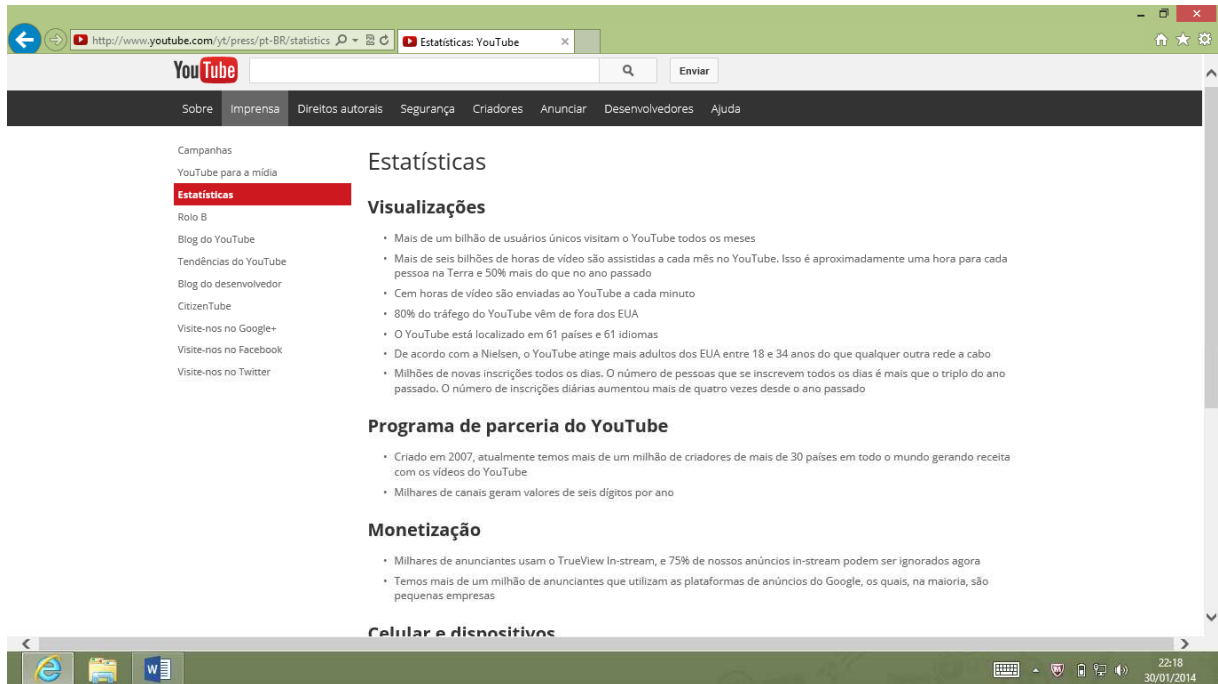 http://www.youtube.com/yt/press/pt-BR/statistics
Estatísticas: YouTube
YouTube
Enviar
Sobre Imprensa Direitos autorais Segurança Criadores Anunciar Desenvolvedores Ajuda
Campanhas
YouTube para a mídia
Estatísticas
Rolo B
Blog do YouTube
Tendências do YouTube
Blog do desenvolvedor
CitizenTube
Visite-nos no Google+
Visite-nos no Facebook
Visite-nos no Twitter
Estatísticas
Visualizações
• Mais de um bilhão de usuários únicos visitam o YouTube todos os meses
• Mais de seis bilhões de horas de vídeo são assistidas a cada mês no YouTube. Isso é aproximadamente uma hora para cada
pessoa na Terra e 50% mais do que no ano passado
• Cem horas de vídeo são enviadas ao YouTube a cada minuto
• 80% do tráfego do YouTube vêm de fora dos EUA
• O YouTube está localizado em 61 países e 61 idiomas
• De acordo com a Nielsen, o YouTube atinge mais adultos dos EUA entre 18 e 34 anos do que qualquer outra rede a cabo
• Milhões de novas inscrições todos os dias. O número de pessoas que se inscrevem todos os dias é mais que o triplo do ano
passado. O número de inscrições diárias aumentou mais de quatro vezes desde o ano passado
Programa de parceria do YouTube
• Criado em 2007, atualmente temos mais de um milhão de criadores de mais de 30 países em todo o mundo gerando receita
com os vídeos do YouTube
• Milhares de canais geram valores de seis dígitos por ano
Monetização
• Milhares de anunciantes usam o TrueView In-stream, e 75% de nossos anúncios in-stream podem ser ignorados agora
• Temos mais de um milhão de anunciantes que utilizam as plataformas de anúncios do Google, os quais, na maioria, são
pequenas empresas
Celular e dispositivos
22:18
30/01/2014